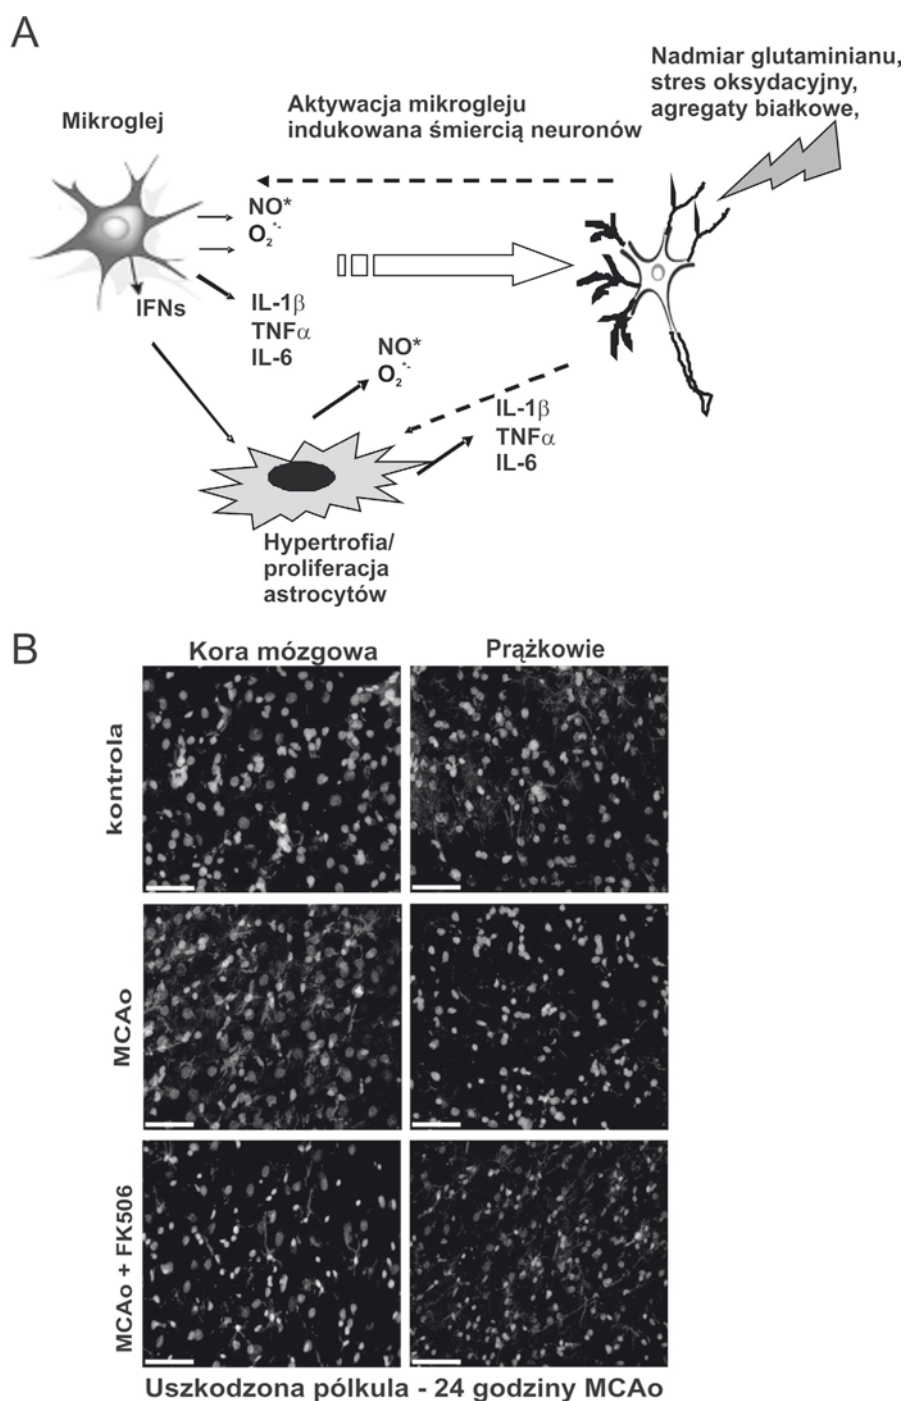 A
Nadmiar glutaminianu,
stres oksydacyjny,
agregaty białkowe,
Aktywacja mikrogleju
indukowana śmiercią neuronów
Mikroglej
NO*
O₂*-
IFNs
IL-1β
TNFα
IL-6
NO*
O₂*-
IL-1β
TNFα
IL-6
Hypertrofia/
proliferacja
astrocytów
B
Kora mózgowa
Prążkowie
kontrola
MCAo
MCAo + FK506
Uszkodzona pólkula - 24 godziny MCAo